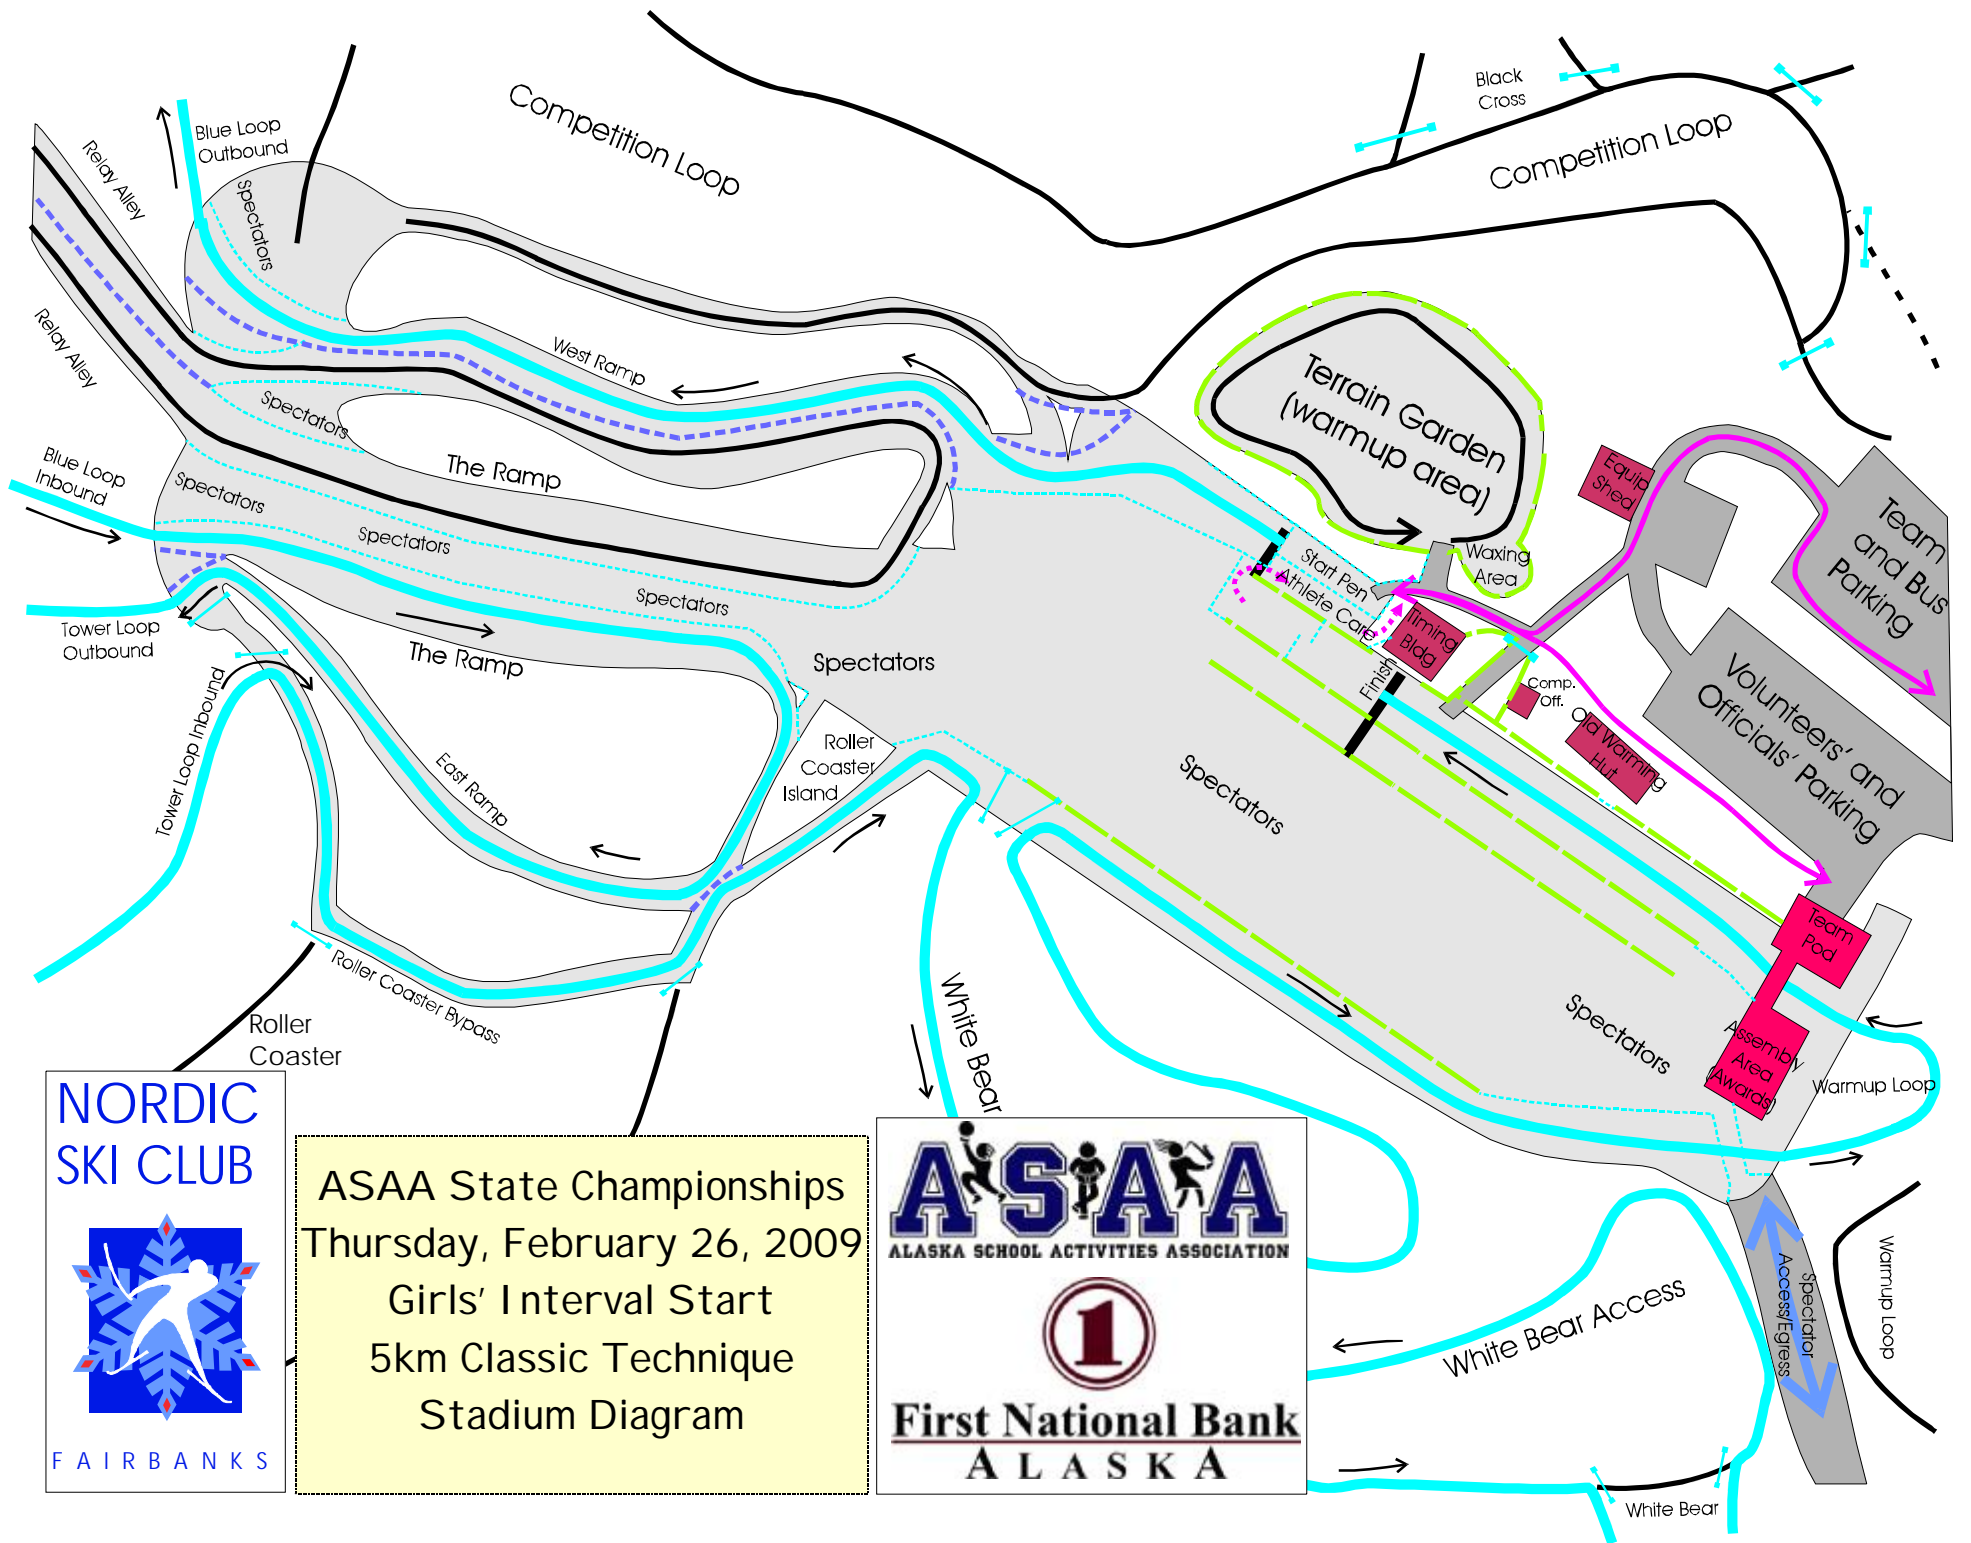 Competition Loop
Black
Cross
Competition Loop
Blue Loop
Outbound
Relay Alley
Spectators
Relay Alley
West Ramp
Spectators
Terrain Garden
(warmup area)
The Ramp
Blue Loop
Inbound
Spectators
Spectators
Equip
Shed
Team
and Bus
Parking
Waxing
Area
Start Pen
Athlete Care
Timing
Bldg
Spectators
Tower Loop
Outbound
The Ramp
Spectators
Finish
Comp.
Off.
Old Warming
Hut
Volunteers' and
Officials' Parking
Tower Loop Inbound
East Ramp
Roller
Coaster
Island
Spectators
Team
Pod
Roller Coaster Bypass
White Bear
Spectators
Assembly
Area
(Awards)
Warmup Loop
Roller
Coaster
NORDIC
SKI CLUB
FAIRBANKS
ASAA State Championships
Thursday, February 26, 2009
Girls' Interval Start
5km Classic Technique
Stadium Diagram
ASAA
ALASKA SCHOOL ACTIVITIES ASSOCIATION
1
First National Bank
ALASKA
White Bear Access
Spectator
Access/Egress
Warmup Loop
White Bear